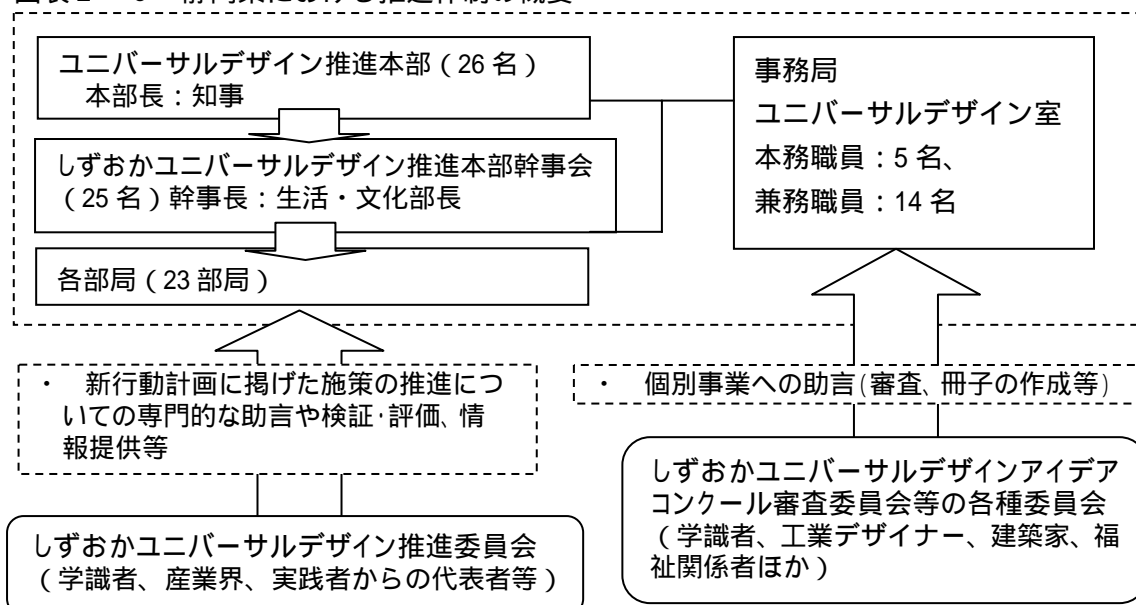 ユニバーサルデザイン推進本部（26名）
本部長：知事
しずおかユニバーサルデザイン推進本部幹事会
（25名）幹事長：生活・文化部長
各部局（23部局）
事務局
ユニバーサルデザイン室
本務職員：5名、
兼務職員：14名
・　新行動計画に掲げた施策の推進につ
いての専門的な助言や検証・評価、情
報提供等
・　個別事業への助言（審査、冊子の作成等）
しずおかユニバーサルデザイン推進委員会
（学識者、産業界、実践者からの代表者等）
しずおかユニバーサルデザインアイデア
コンクール審査委員会等の各種委員会
（学識者、工業デザイナー、建築家、福
祉関係者ほか）